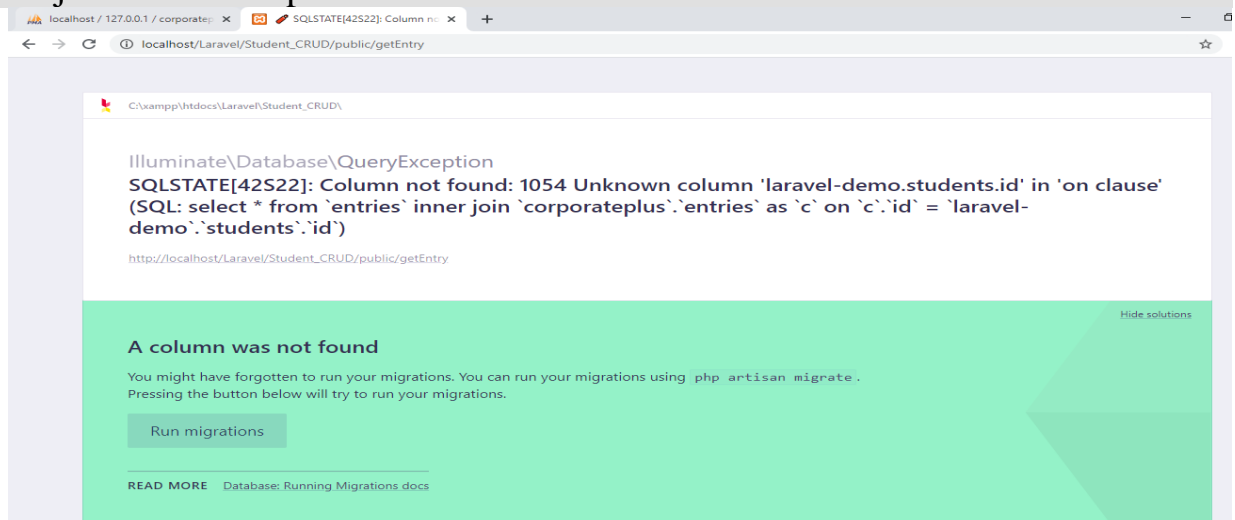 localhost / 127.0.0.1 / corporatep
SQLSTATE[42S22]: Column no
localhost/Laravel/Student_CRUD/public/getEntry
C:\xampp\htdocs\Laravel\Student_CRUD\
Illuminate\Database\QueryException
SQLSTATE[42S22]: Column not found: 1054 Unknown column 'laravel-demo.students.id' in 'on clause'
(SQL: select * from `entries` inner join `corporateplus`.`entries` as `c` on `c`.`id` = `laravel-
demo`.`students`.`id`)
http://localhost/Laravel/Student_CRUD/public/getEntry
Hide solutions
A column was not found
You might have forgotten to run your migrations. You can run your migrations using php artisan migrate.
Pressing the button below will try to run your migrations.
Run migrations
READ MORE Database: Running Migrations docs